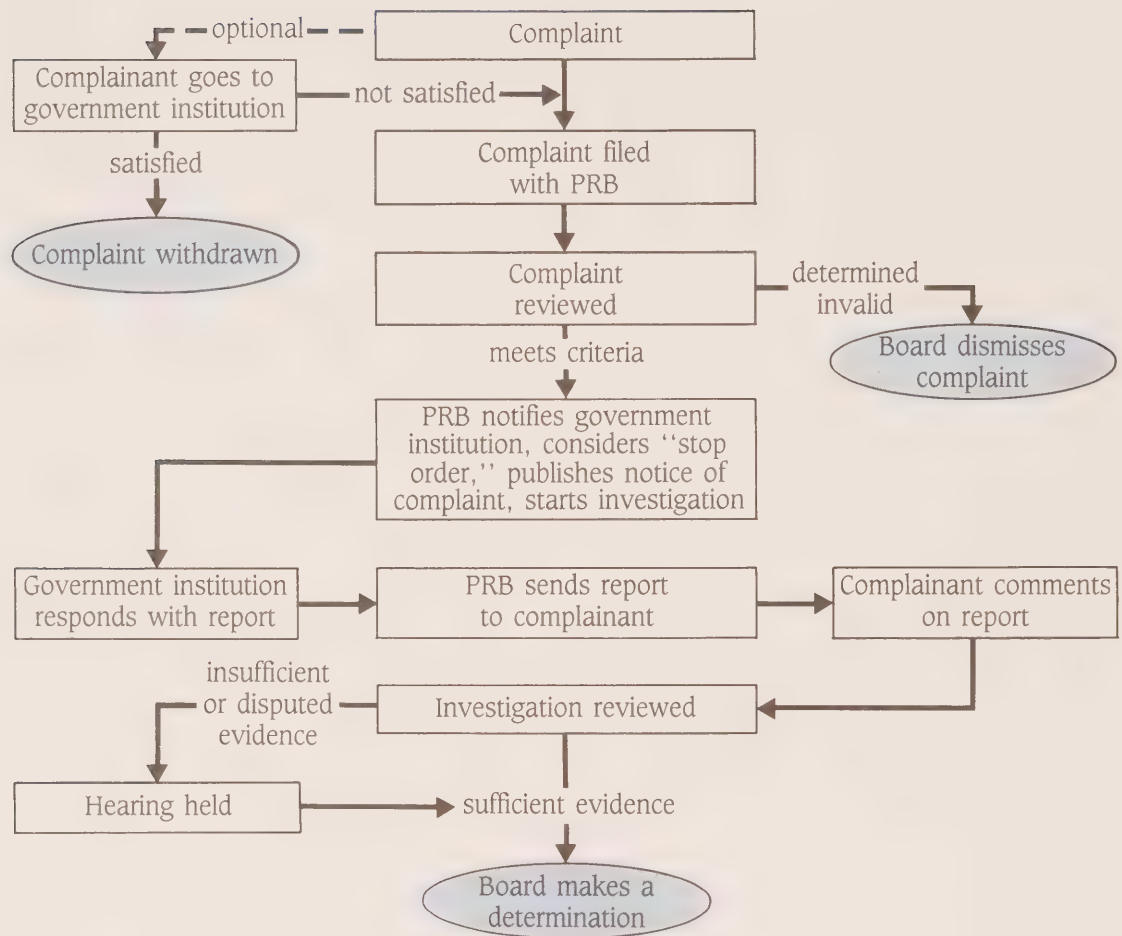 optional
Complaint
Complainant goes to
government institution
not satisfied
satisfied
Complaint filed
with PRB
Complaint withdrawn
Complaint
reviewed
determined
invalid
meets criteria
Board dismisses
complaint
PRB notifies government
institution, considers ‘‘stop
order,’’ publishes notice of
complaint, starts investigation
Government institution
responds with report
PRB sends report
to complainant
Complainant comments
on report
insufficient
or disputed
evidence
Investigation reviewed
Hearing held
sufficient evidence
Board makes a
determination